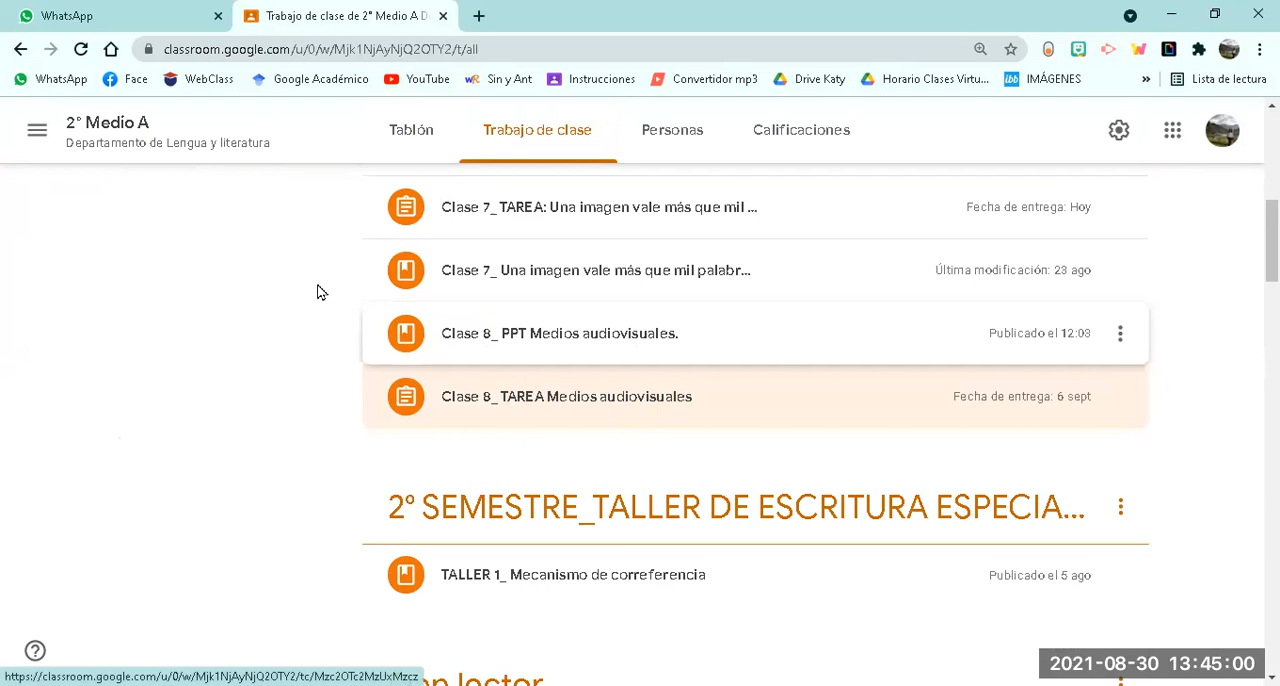 WhatsApp
Trabajo de clase de 2° Medio A D
classroom.google.com/u/0/w/Mjk1NjAyNjQ2OTY2/t/all
WhatsApp Face WebClass Google Académico YouTube Sin y Ant Instrucciones Convertidor mp3 Drive Katy Horario Clases Virtu... IMÁGENES » Lista de lectura
2° Medio A
Departamento de Lengua y literatura
Tablón Trabajo de clase Personas Calificaciones
Clase 7_TAREA: Una imagen vale más que mil ... Fecha de entrega: Hoy
Clase 7_ Una imagen vale más que mil palabr... Última modificación: 23 ago
Clase 8_ PPT Medios audiovisuales. Publicado el 12:03
Clase 8_TAREA Medios audiovisuales Fecha de entrega: 6 sept
2º SEMESTRE_TALLER DE ESCRITURA ESPECIA...
TALLER 1_ Mecanismo de correferencia Publicado el 5 ago
lector
https://classroom.google.com/u/0/w/Mjk1NjAyNjQ2OTY2/tc/Mzc2OTc2MzUxMzcz
2021-08-30 13:45:00